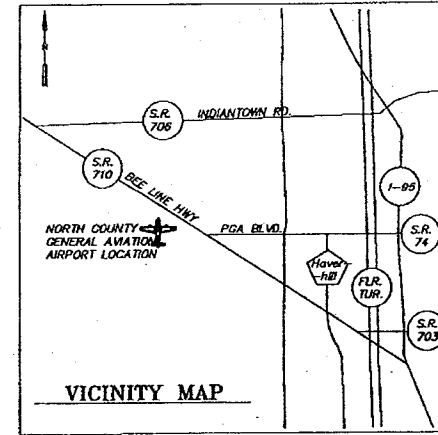 N
S.R.
706
INDIANTOWN RD.
S.R.
710
BEE LINE HWY
I-95
NORTH COUNTY
GENERAL AVIATION
AIRPORT LOCATION
PGA BLVD.
S.R.
74
Haver-
hill
FLR.
TUR.
S.R.
703
VICINITY MAP